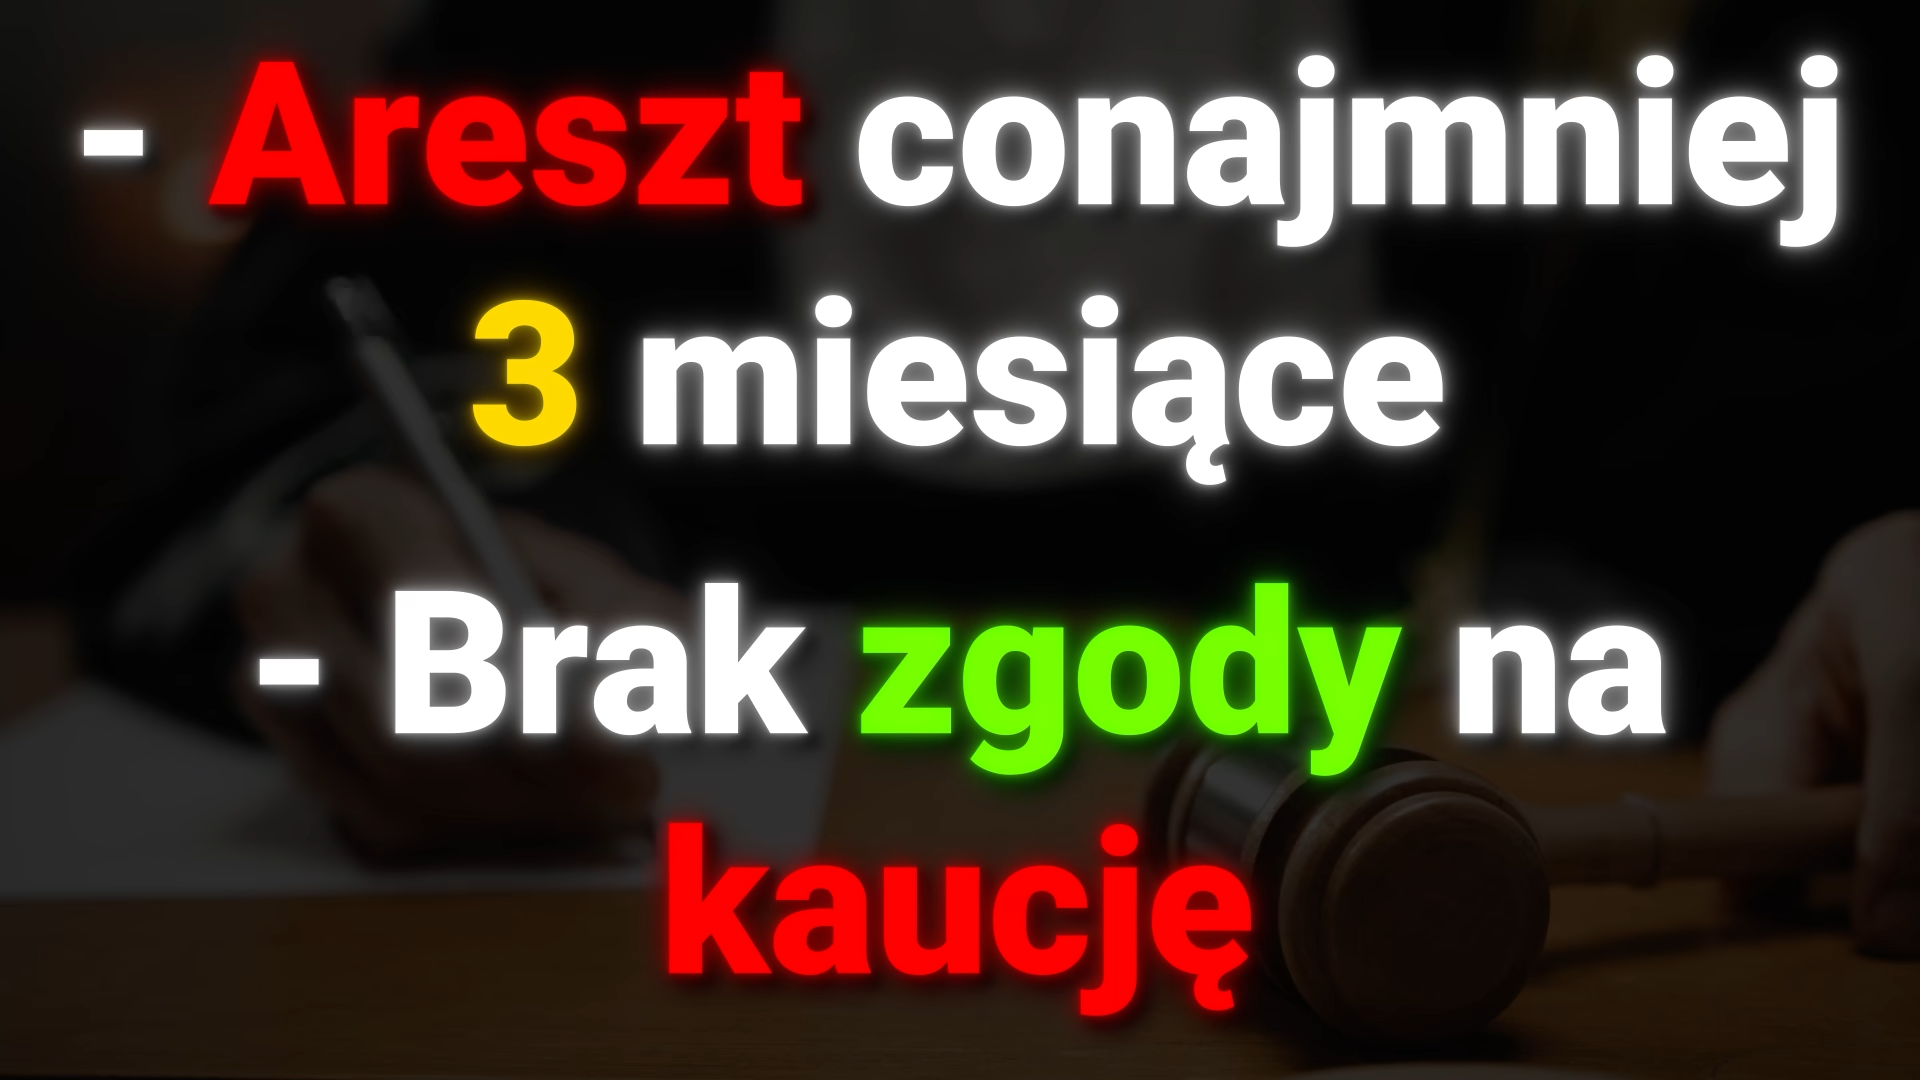 - Areszt conajmniej
3 miesiące
- Brak zgody na
kaucję